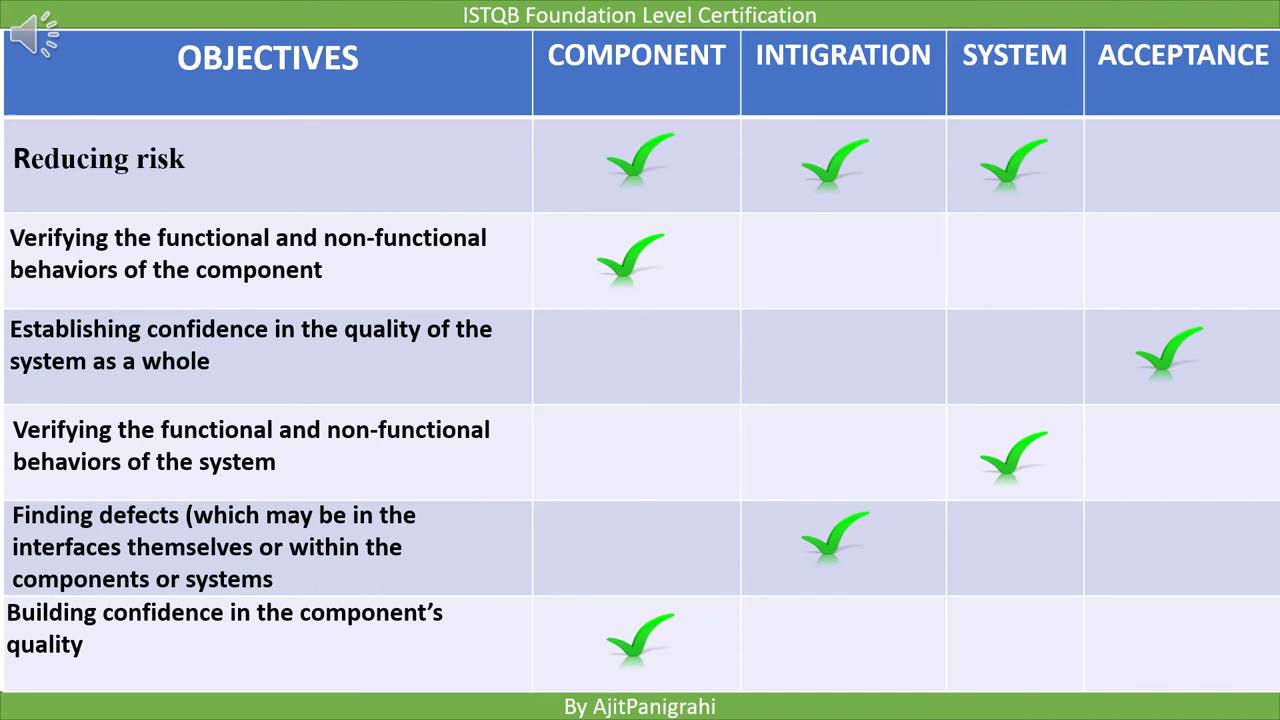 ISTQB Foundation Level Certification
OBJECTIVES
COMPONENT
INTIGRATION
SYSTEM
ACCEPTANCE
Reducing risk
Verifying the functional and non-functional
behaviors of the component
Establishing confidence in the quality of the
system as a whole
Verifying the functional and non-functional
behaviors of the system
Finding defects (which may be in the
interfaces themselves or within the
components or systems
Building confidence in the component’s
quality
By AjitPanigrahi